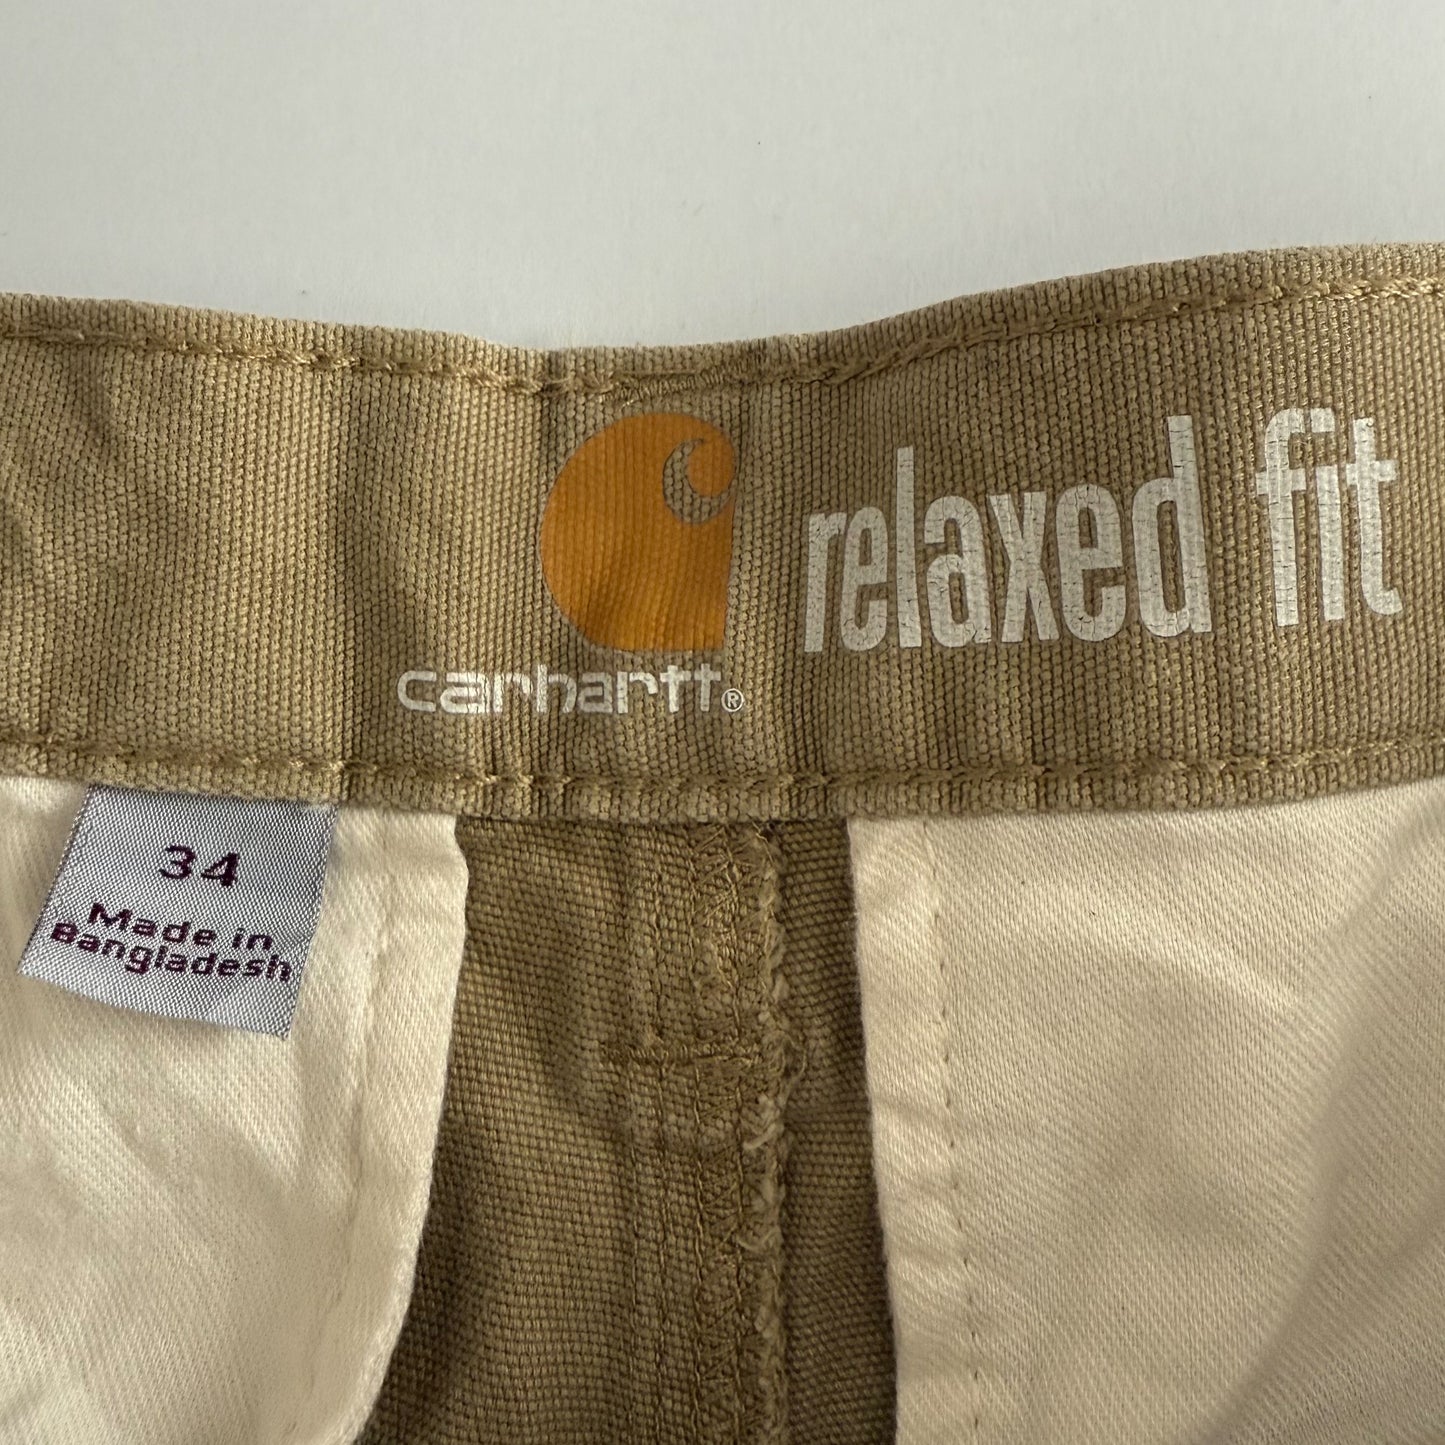 relaxed fit
carhartt®
34
Made in
Bangladesh